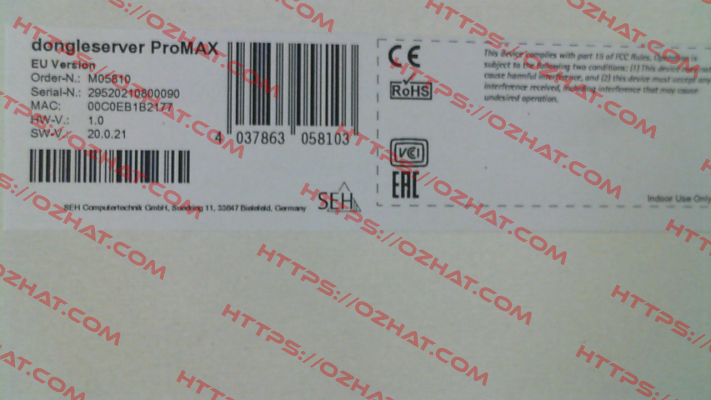 dongleserver ProMAX
EU Version
Order-N.: M05810
Serial-N.: 29520210800090
MAC: 00C0EB1B2177
HW-V.: 1.0
SW-V.: 20.0.21
4 037863 058103
SEH Computertechnik GmbH, Suedring 11, 33647 Bielefeld, Germany
SEH
CE
RoHS
VCCI
EAC
This device complies with part 15 of FCC Rules. Operation is
subject to the following two conditions: (1) This device may not
cause harmful interference, and (2) this device must accept any
interference received, including interference that may cause
undesired operation.
Indoor Use Only
HTTPS://OZHAT.COM